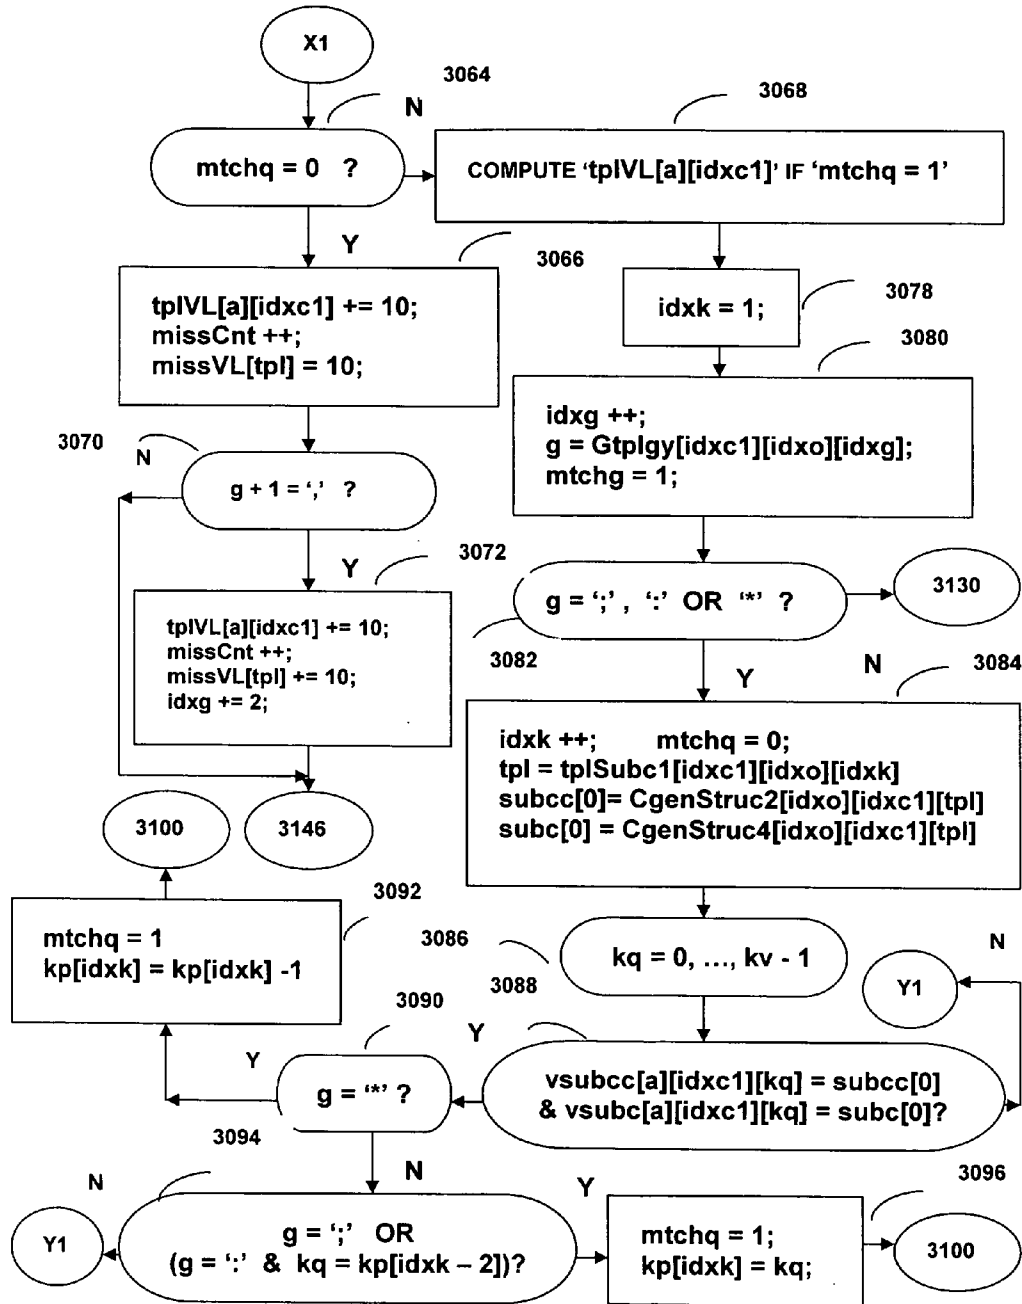 X1
3064
N
3068
mtchq = 0 ?
COMPUTE 'tplVL[a][idxc1]' IF 'mtchq = 1'
Y
3066
tplVL[a][idxc1] += 10;
missCnt ++;
missVL[tpl] = 10;
idxk = 1;
3078
3080
idxg ++;
g = Gtplgy[idxc1][idxo][idxg];
mtchg = 1;
3070
N
g + 1 = ',' ?
Y
3072
g = ';' , ':' OR '*' ?
3130
3082
Y
N
3084
tplVL[a][idxc1] += 10;
missCnt ++;
missVL[tpl] += 10;
idxg += 2;
idxk ++; mtchq = 0;
tpl = tplSubc1[idxc1][idxo][idxk]
subcc[0]= CgenStruc2[idxo][idxc1][tpl]
subc[0] = CgenStruc4[idxo][idxc1][tpl]
3100
3146
3092
mtchq = 1
kp[idxk] = kp[idxk] -1
3086
kq = 0, ..., kv - 1
N
3088
Y1
3090
Y
Y
g = '*' ?
vsubcc[a][idxc1][kq] = subcc[0]
& vsubc[a][idxc1][kq] = subc[0]?
3094
N
N
Y
3096
Y1
g = ';' OR
(g = ':' & kq = kp[idxk – 2])?
mtchq = 1;
kp[idxk] = kq;
3100